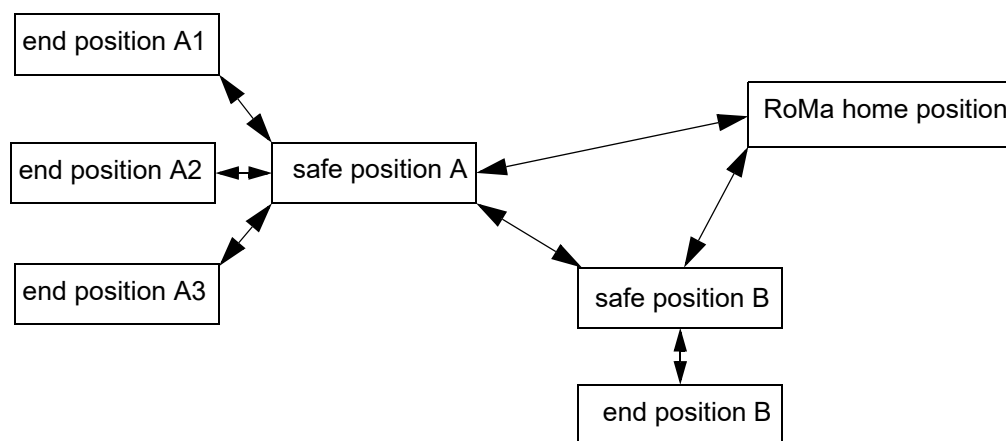 end position A1
RoMa home position
end position A2
safe position A
end position A3
safe position B
end position B